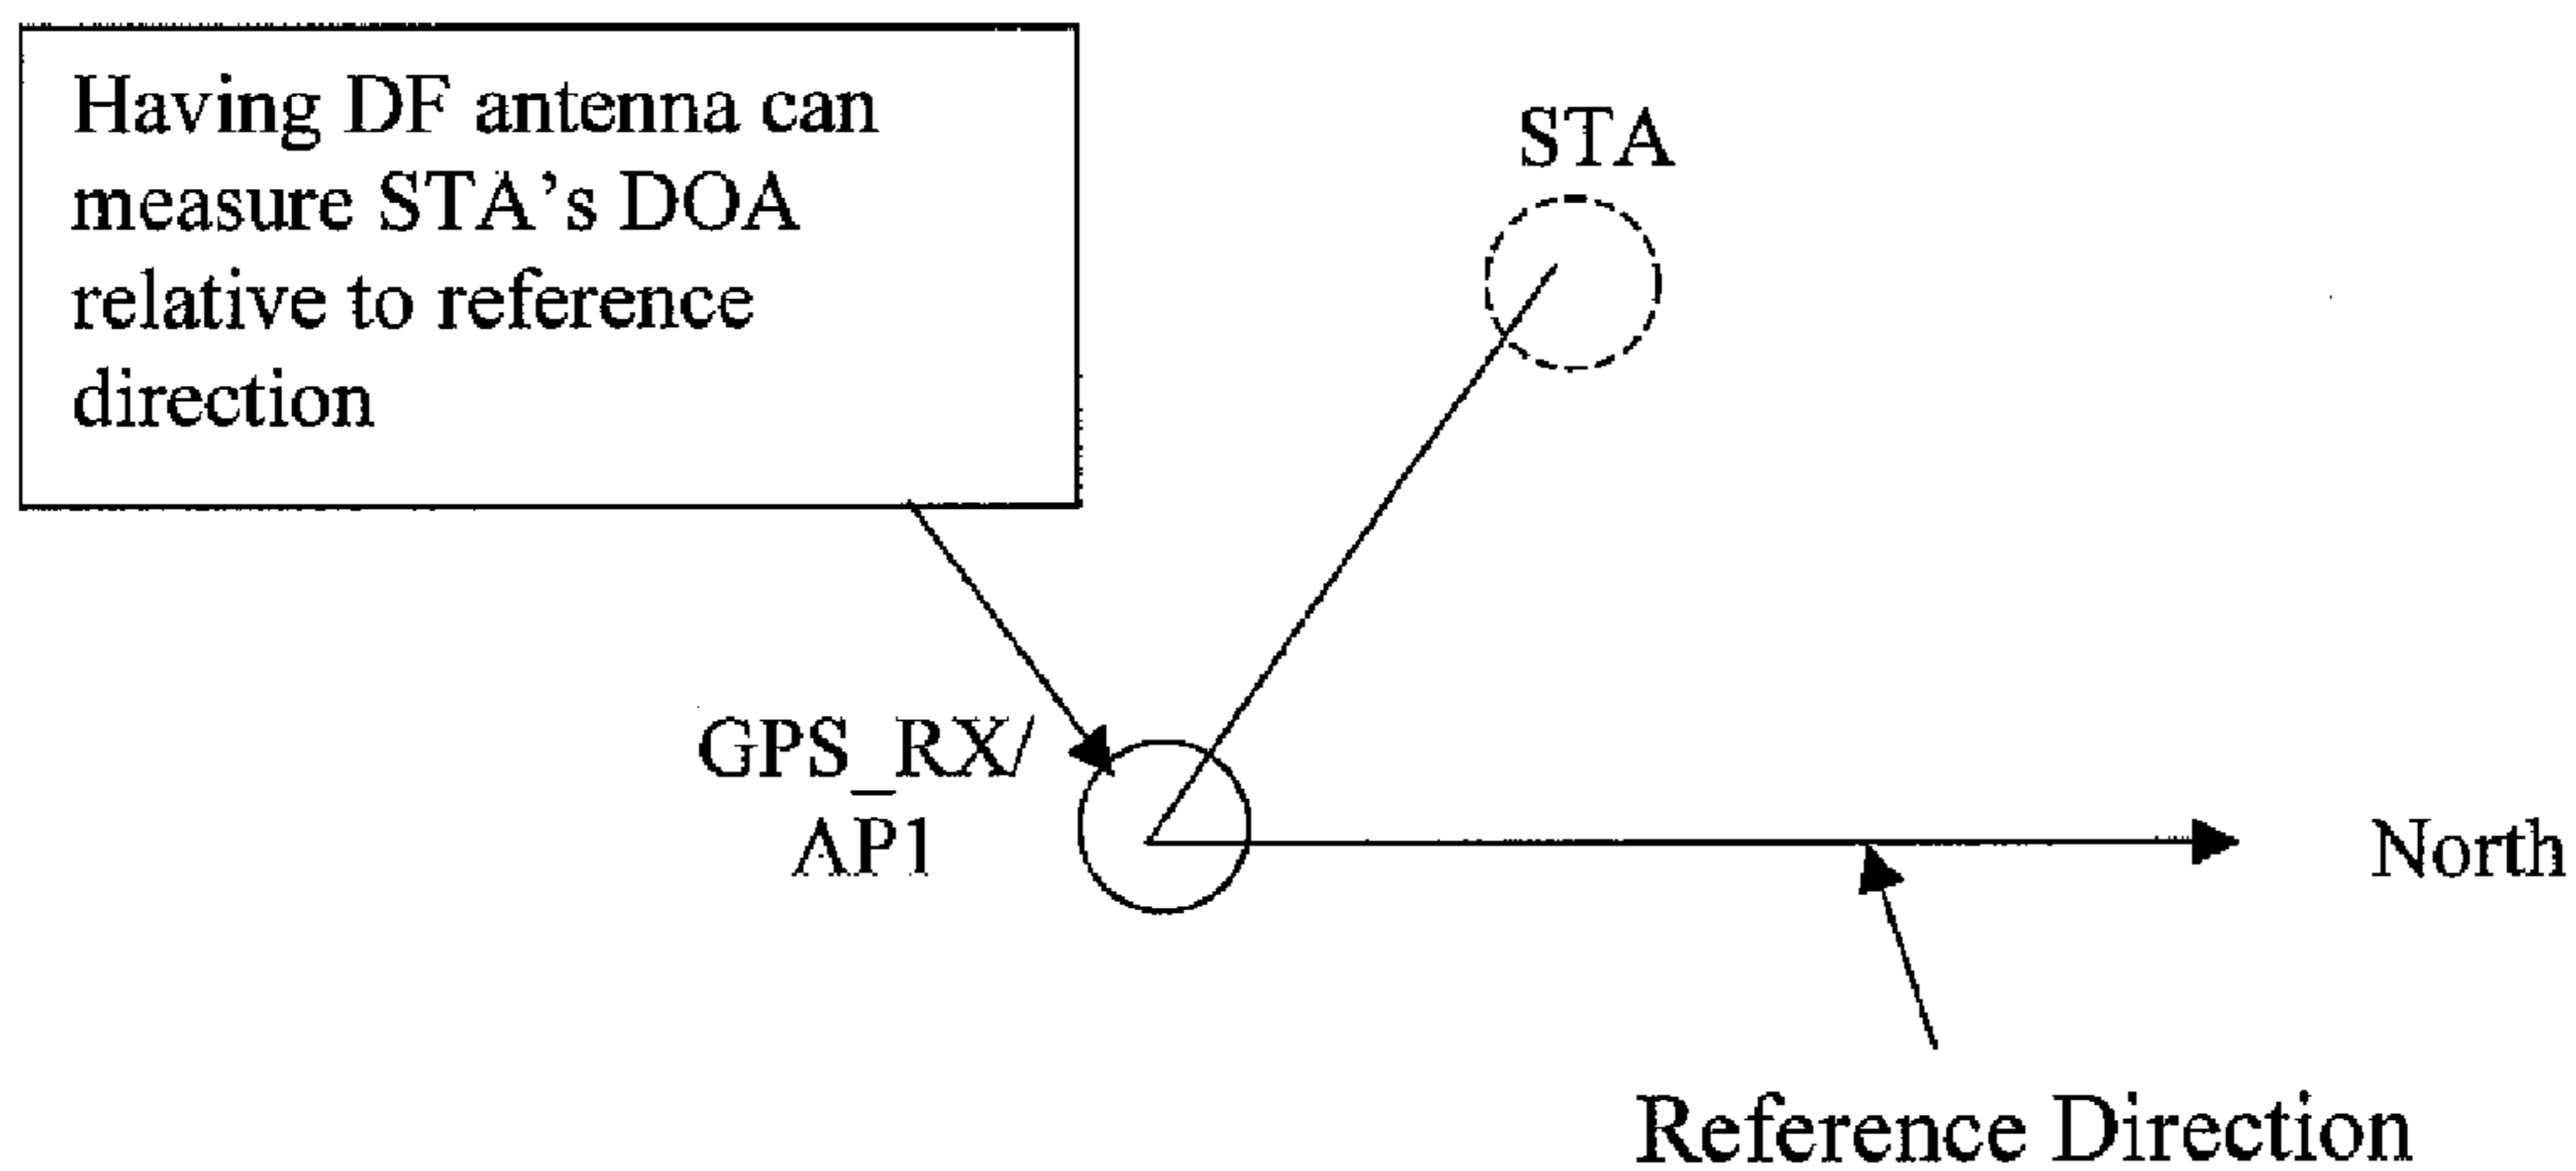 Having DF antenna can
measure STA's DOA
relative to reference
direction
STA
GPS_RX/
AP1
North
Reference Direction